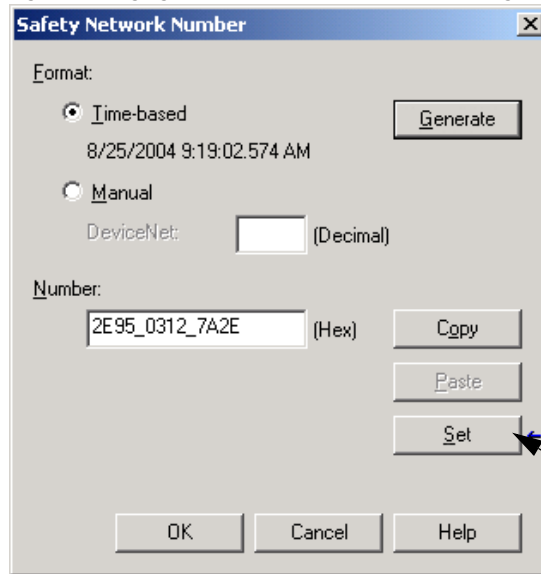 Safety Network Number
Format:
Time-based
Generate
8/25/2004 9:19:02.574 AM
Manual
DeviceNet:
(Decimal)
Number:
2E95_0312_7A2E
(Hex)
Copy
Paste
Set
OK
Cancel
Help